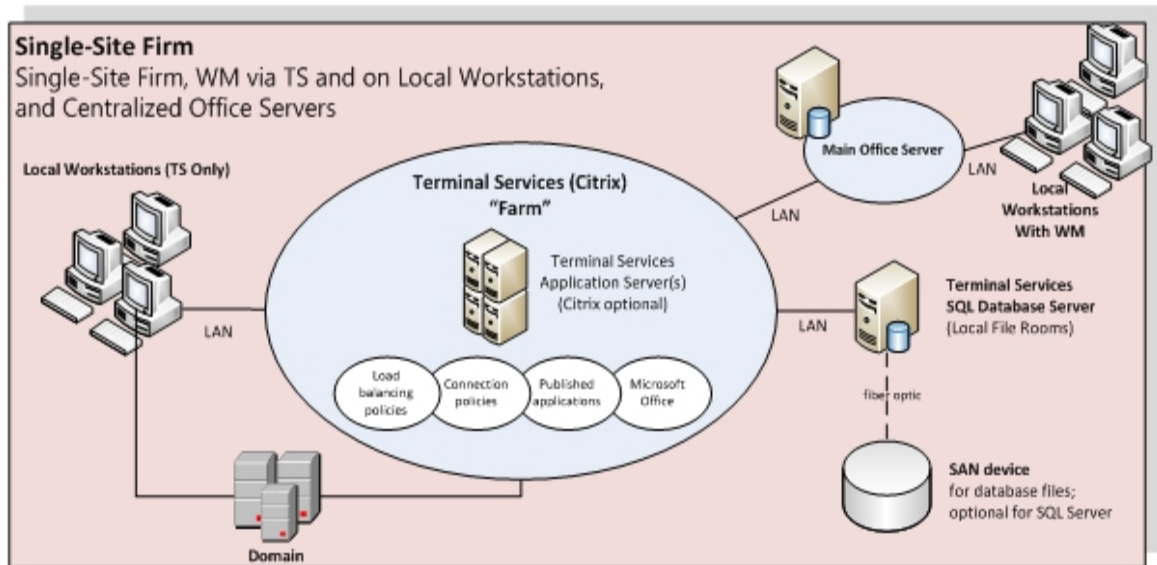 Single-Site Firm
Single-Site Firm, WM via TS and on Local Workstations,
and Centralized Office Servers
Local Workstations (TS Only)
LAN
Terminal Services (Citrix)
"Farm"
Terminal Services
Application Server(s)
(Citrix optional)
Load
balancing
policies
Connection
policies
Published
applications
Microsoft
Office
Domain
LAN
Main Office Server
LAN
Local
Workstations
With WM
LAN
Terminal Services
SQL Database Server
(Local File Rooms)
fiber optic
SAN device
for database files;
optional for SQL Server